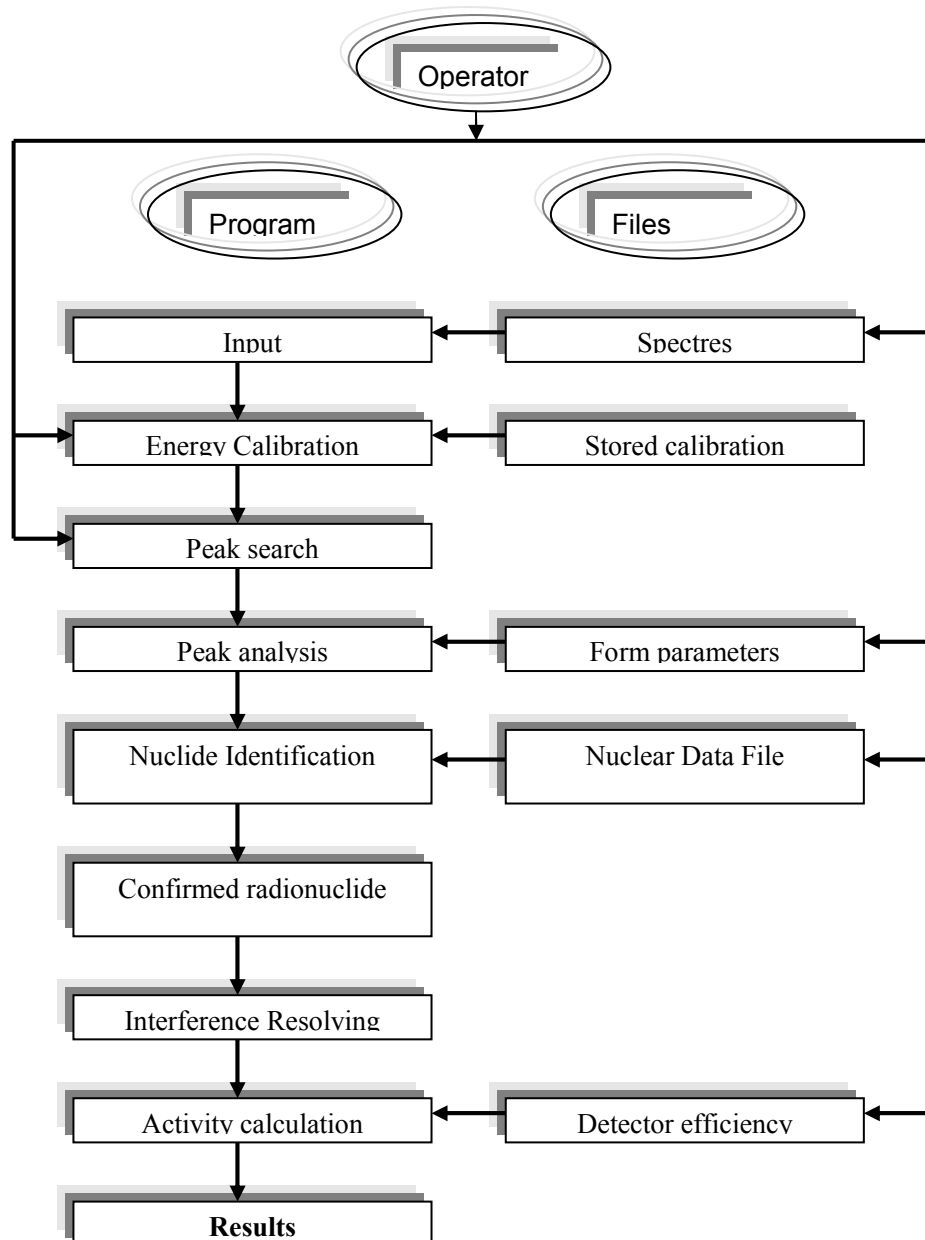 Operator
Program
Files
Input
Spectres
Energy Calibration
Stored calibration
Peak search
Peak analysis
Form parameters
Nuclide Identification
Nuclear Data File
Confirmed radionuclide
Interference Resolving
Activity calculation
Detector efficiency
Results